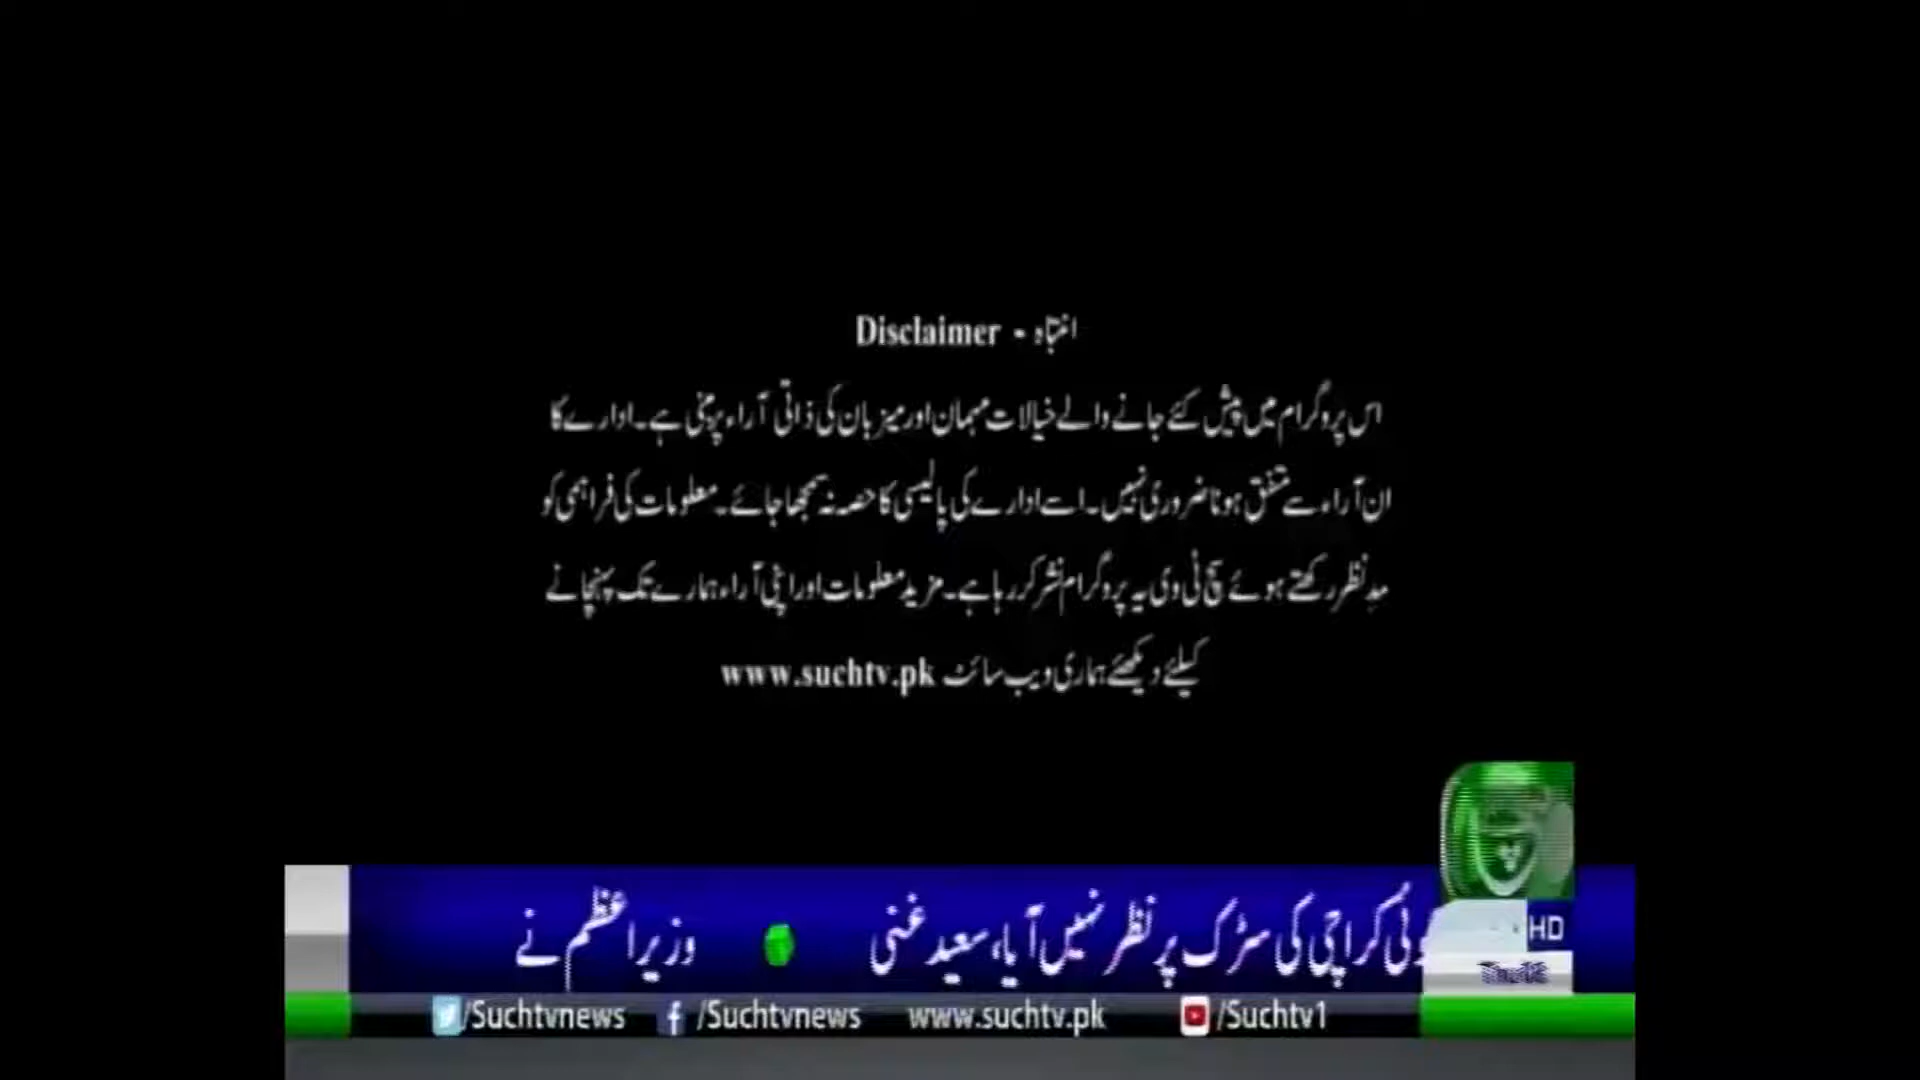 انتباہ - Disclaimer
اس پروگرام میں پیش کئے جانے والے خیالات مہمان اور میزبان کی ذاتی آراء پر مبنی ہے۔ ادارے کا
ان آراء سے متفق ہونا ضروری نہیں۔ اسے ادارے کی پالیسی کا حصہ نہ سمجھا جائے۔ معلومات کی فراہمی کو
مدِ نظر رکھتے ہوئے سچ ٹی وی یہ پروگرام نشر کر رہا ہے۔ مزید معلومات اور اپنی آراء ہمارے تک پہنچانے
کیلئے دیکھئے ہماری ویب سائٹ www.suchtv.pk
کراچی کی سڑک پر نظر نہیں آیا، سعید غنی وزیراعظم نے
HD
/Suchtvnews /Suchtvnews www.suchtv.pk /Suchtv1